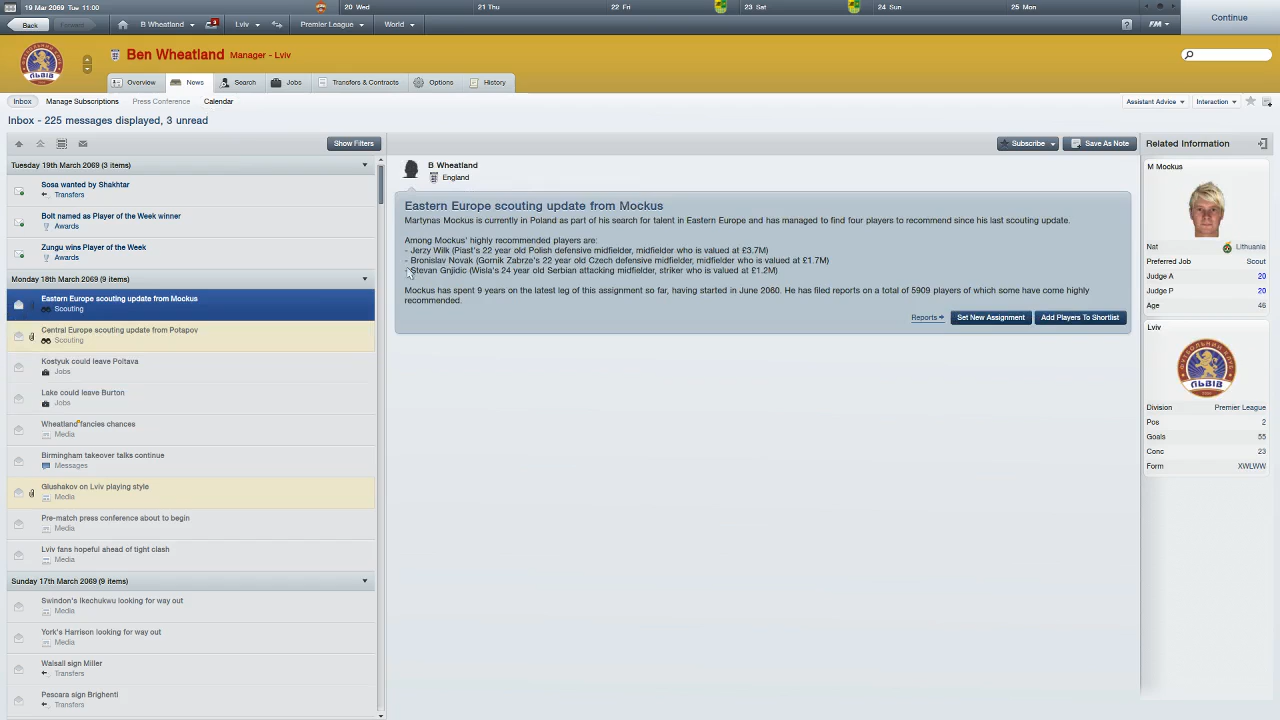 19 Mar 2069 Tue 11:00
20 Wed
21 Thu
22 Fri
23 Sat
24 Sun
25 Mon
Back
Forward
B Wheatland
3
Lviv
Premier League
World
?
FM
Continue
ЛЬВІВ
Ben Wheatland Manager - Lviv
Overview
News
Search
Jobs
Transfers & Contracts
Options
History
Inbox
Manage Subscriptions
Press Conference
Calendar
Assistant Advice
Interaction
Inbox - 225 messages displayed, 3 unread
Show Filters
Subscribe
Save As Note
Related Information
Tuesday 19th March 2069 (3 items)
Sosa wanted by Shakhtar
Transfers
Bolt named as Player of the Week winner
Awards
Zungu wins Player of the Week
Awards
Monday 18th March 2069 (9 items)
Eastern Europe scouting update from Mockus
Scouting
Central Europe scouting update from Potapov
Scouting
Kostyuk could leave Poltava
Jobs
Lake could leave Burton
Jobs
Wheatland fancies chances
Media
Birmingham takeover talks continue
Messages
Glushakov on Lviv playing style
Media
Pre-match press conference about to begin
Media
Lviv fans hopeful ahead of tight clash
Media
Sunday 17th March 2069 (9 items)
Swindon's Ikechukwu looking for way out
Media
York's Harrison looking for way out
Media
Walsall sign Miller
Transfers
Pescara sign Brighenti
Transfers
B Wheatland
England
Eastern Europe scouting update from Mockus
Martynas Mockus is currently in Poland as part of his search for talent in Eastern Europe and has managed to find four players to recommend since his last scouting update.
Among Mockus' highly recommended players are:
- Jerzy Wilk (Piast's 22 year old Polish defensive midfielder, midfielder who is valued at £3.7M)
- Bronislav Novak (Gornik Zabrze's 22 year old Czech defensive midfielder, midfielder who is valued at £1.7M)
- Stevan Gnjidic (Wisla's 24 year old Serbian attacking midfielder, striker who is valued at £1.2M)
Mockus has spent 9 years on the latest leg of this assignment so far, having started in June 2060. He has filed reports on a total of 5909 players of which some have come highly
recommended.
Reports
Set New Assignment
Add Players To Shortlist
M Mockus
Nat Lithuania
Preferred Job Scout
Judge A 20
Judge P 20
Age 46
Lviv
ЛЬВІВ
Division Premier League
Pos 2
Goals 55
Conc 23
Form XWLWW